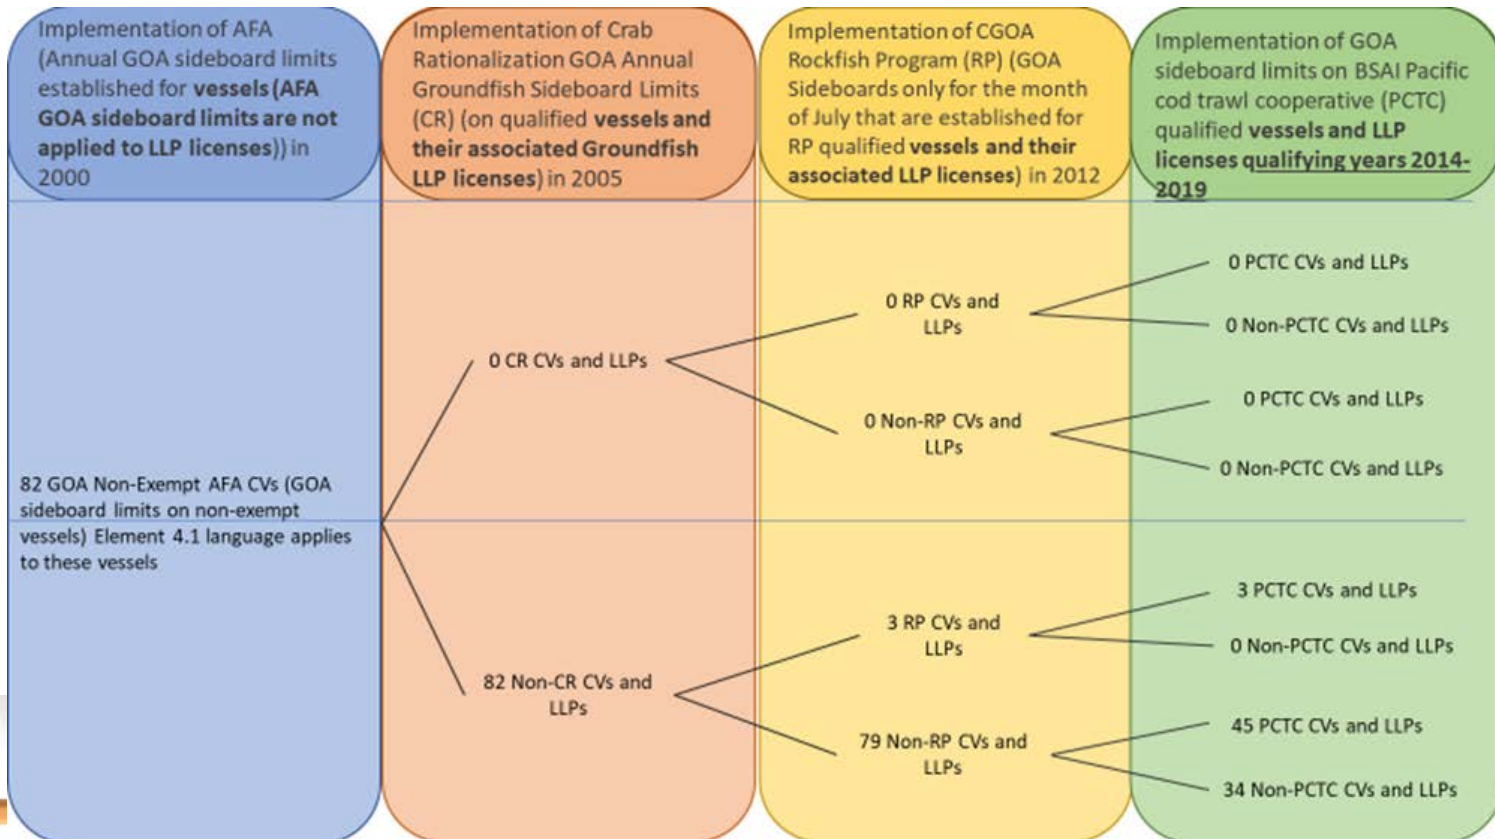 Implementation of AFA
(Annual GOA sideboard limits
established for vessels (AFA
GOA sideboard limits are not
applied to LLP licenses)) in
2000
Implementation of Crab
Rationalization GOA Annual
Groundfish Sideboard Limits
(CR) (on qualified vessels and
their associated Groundfish
LLP licenses) in 2005
Implementation of CGOA
Rockfish Program (RP) (GOA
Sideboards only for the month
of July that are established for
RP qualified vessels and their
associated LLP licenses) in 2012
Implementation of GOA
sideboard limits on BSAI Pacific
cod trawl cooperative (PCTC)
qualified vessels and LLP
licenses qualifying years 2014-
2019
82 GOA Non-Exempt AFA CVs (GOA
sideboard limits on non-exempt
vessels) Element 4.1 language applies
to these vessels
0 CR CVs and LLPs
82 Non-CR CVs and
LLPs
0 RP CVs and
LLPs
0 Non-RP CVs and
LLPs
3 RP CVs and
LLPs
79 Non-RP CVs and
LLPs
0 PCTC CVs and LLPs
0 Non-PCTC CVs and LLPs
0 PCTC CVs and LLPs
0 Non-PCTC CVs and LLPs
3 PCTC CVs and LLPs
0 Non-PCTC CVs and LLPs
45 PCTC CVs and LLPs
34 Non-PCTC CVs and LLPs